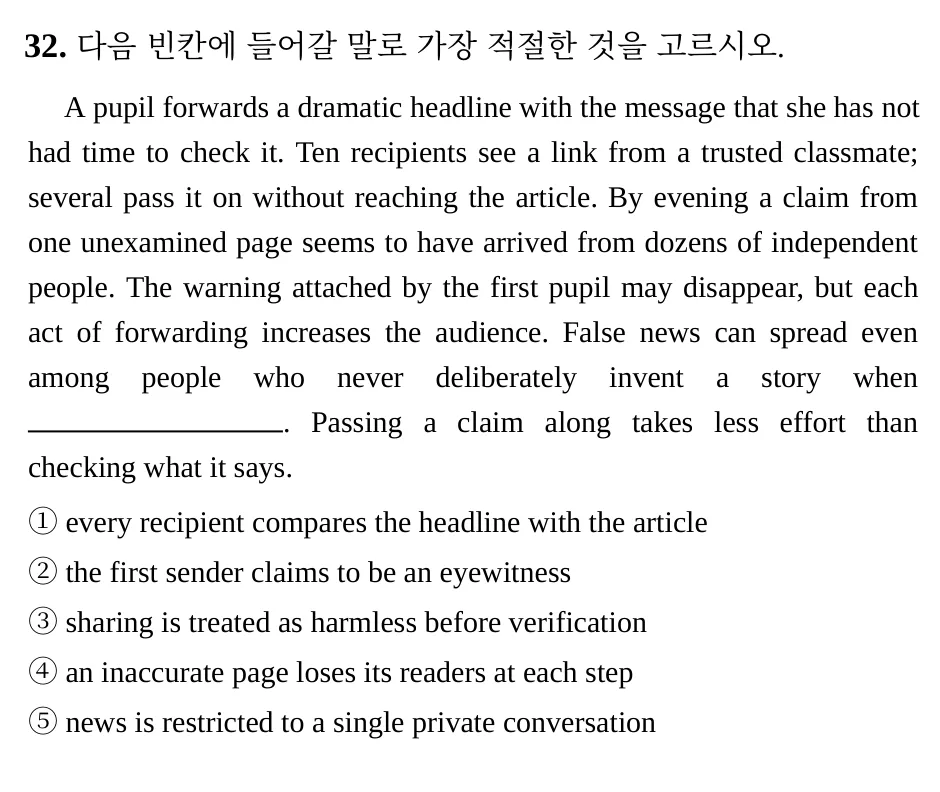 32. 다음 빈칸에 들어갈 말로 가장 적절한 것을 고르시오.
A pupil forwards a dramatic headline with the message that she has not
had time to check it. Ten recipients see a link from a trusted classmate;
several pass it on without reaching the article. By evening a claim from
one unexamined page seems to have arrived from dozens of independent
people. The warning attached by the first pupil may disappear, but each
act of forwarding increases the audience. False news can spread even
among people who never deliberately invent a story when
_________________. Passing a claim along takes less effort than
checking what it says.
① every recipient compares the headline with the article
② the first sender claims to be an eyewitness
③ sharing is treated as harmless before verification
④ an inaccurate page loses its readers at each step
⑤ news is restricted to a single private conversation